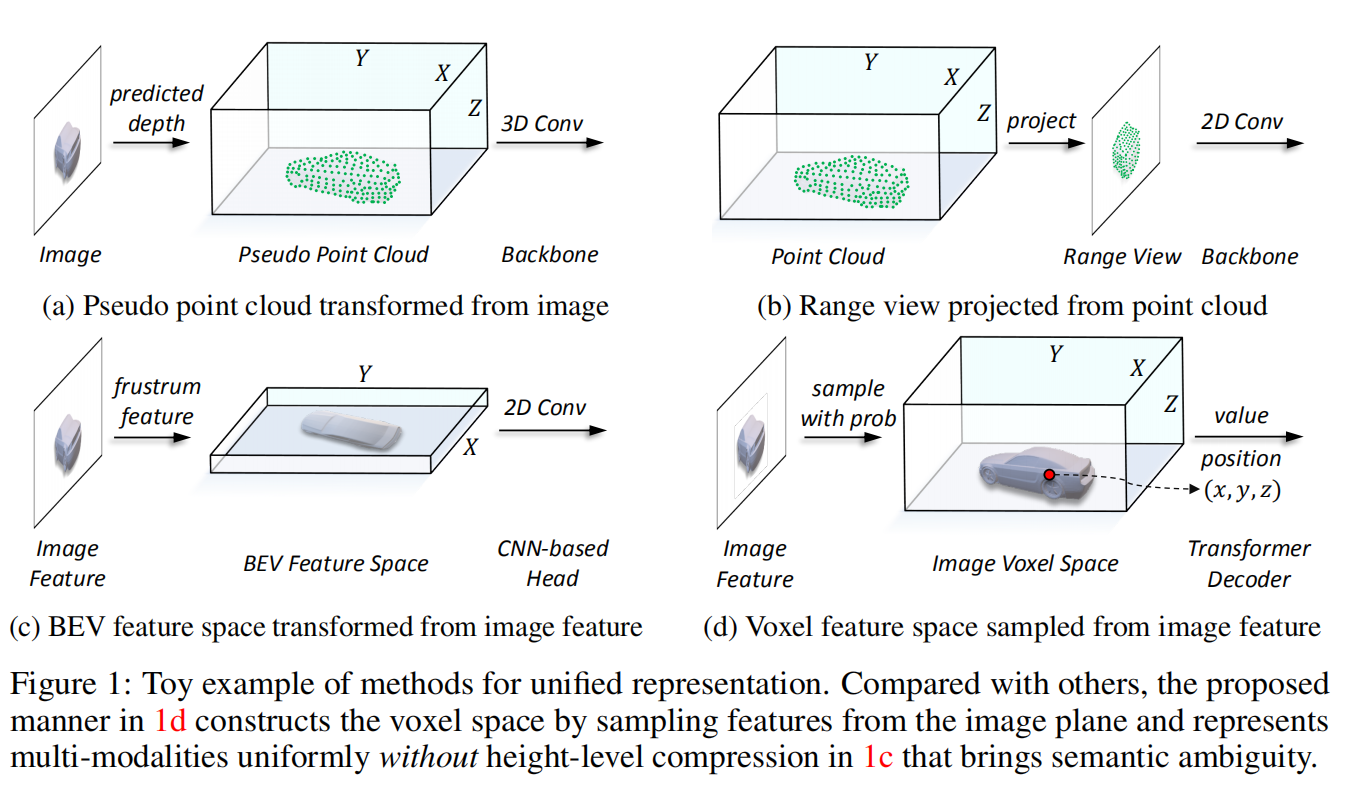 predicted
depth
Y
X
Z
3D Conv
Image
Pseudo Point Cloud
Backbone
(a) Pseudo point cloud transformed from image
Y
X
Z
project
2D Conv
Point Cloud
Range View
Backbone
(b) Range view projected from point cloud
frustrum
feature
Y
X
2D Conv
Image
Feature
BEV Feature Space
CNN-based
Head
(c) BEV feature space transformed from image feature
sample
with prob
Y
X
Z
value
position
(x, y, z)
Image
Feature
Image Voxel Space
Transformer
Decoder
(d) Voxel feature space sampled from image feature
Figure 1: Toy example of methods for unified representation. Compared with others, the proposed
manner in 1d constructs the voxel space by sampling features from the image plane and represents
multi-modalities uniformly without height-level compression in 1c that brings semantic ambiguity.